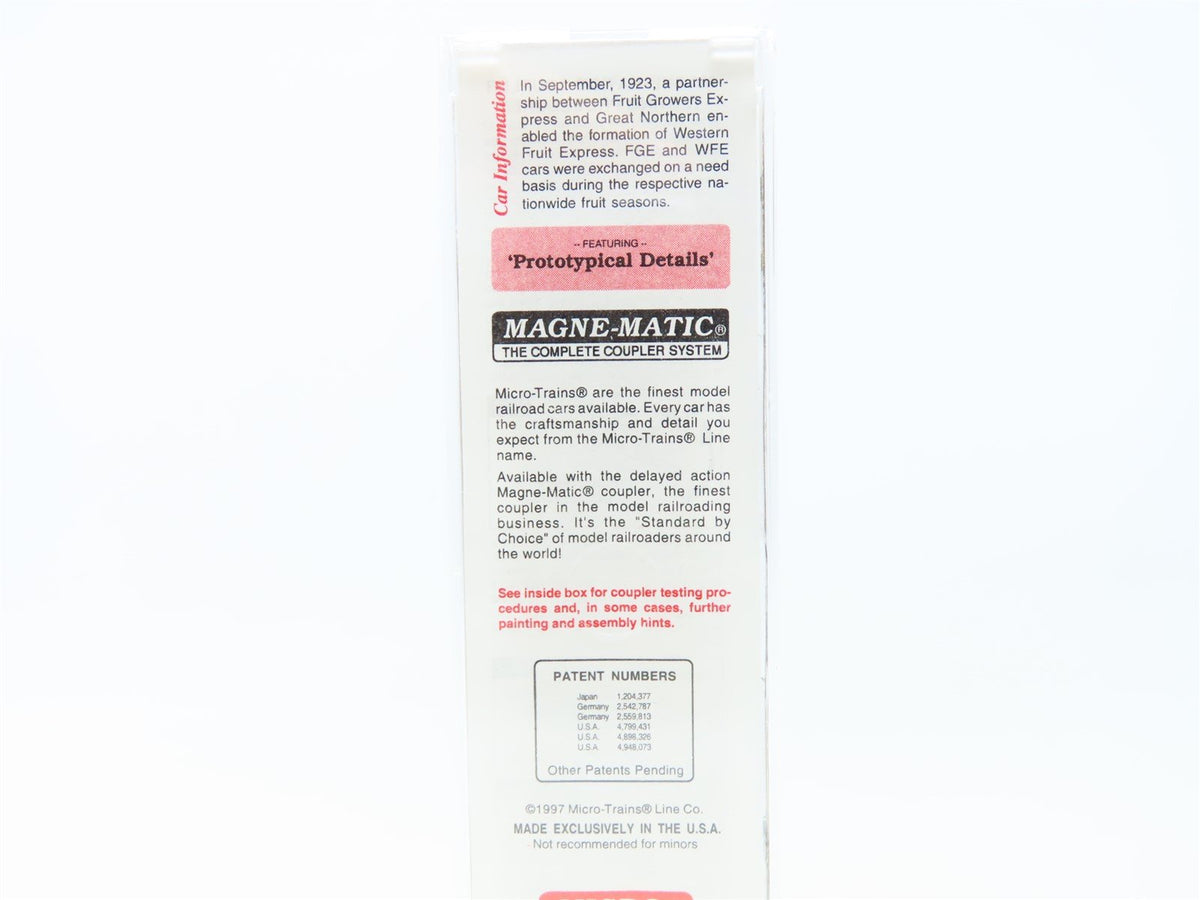 Car Information
In September, 1923, a partner-
ship between Fruit Growers Ex-
press and Great Northern en-
abled the formation of Western
Fruit Express. FGE and WFE
cars were exchanged on a need
basis during the respective na-
tionwide fruit seasons.
-- FEATURING --
'Prototypical Details'
MAGNE-MATIC®
THE COMPLETE COUPLER SYSTEM
Micro-Trains® are the finest model
railroad cars available. Every car has
the craftsmanship and detail you
expect from the Micro-Trains® Line
name.
Available with the delayed action
Magne-Matic® coupler, the finest
coupler in the model railroading
business. It's the "Standard by
Choice" of model railroaders around
the world!
See inside box for coupler testing pro-
cedures and, in some cases, further
painting and assembly hints.
PATENT NUMBERS
Japan 1,204,377
Germany 2,542,787
Germany 2,559,813
U.S.A. 4,799,431
U.S.A. 4,898,326
U.S.A. 4,948,073
Other Patents Pending
©1997 Micro-Trains® Line Co.
MADE EXCLUSIVELY IN THE U.S.A.
Not recommended for minors